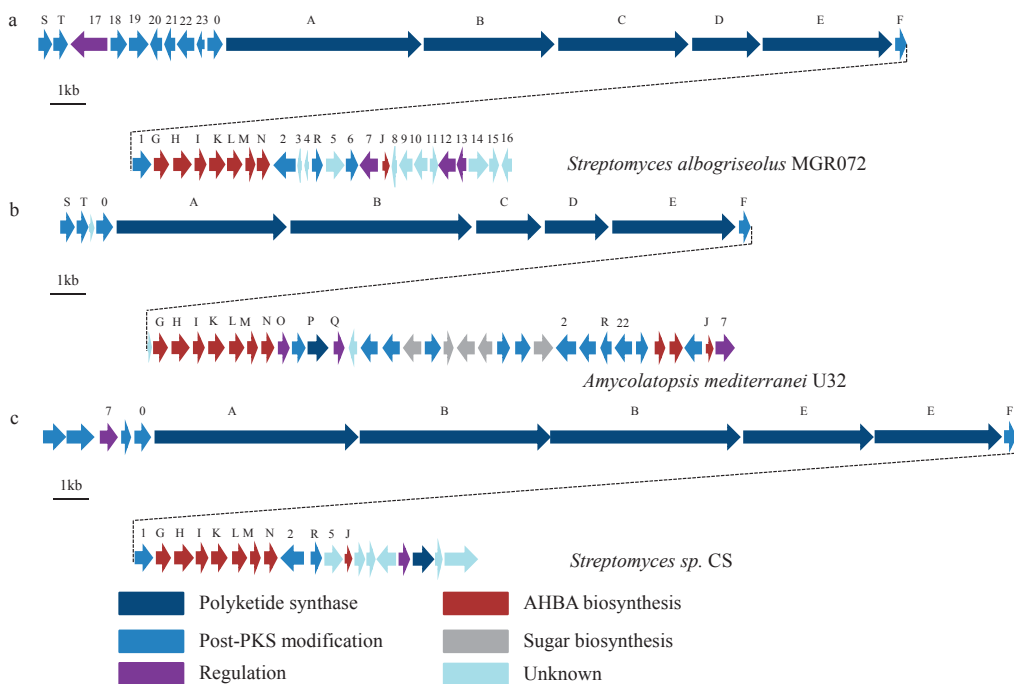 a
S T 17 18 19 20 21 22 23 0 A B C D E F
1kb
1 G H I K L M N 2 3 4 R 5 6 7 J 8 9 10 11 12 13 14 15 16
Streptomyces albogriseolus MGR072
b
S T 0 A B C D E F
1kb
G H I K L M N O P Q 2 R 22 J 7
Amycolatopsis mediterranei U32
c
7 0 A B B E E F
1kb
1 G H I K L M N 2 R 5 J
Streptomyces sp. CS
Polyketide synthase AHBA biosynthesis
Post-PKS modification Sugar biosynthesis
Regulation Unknown